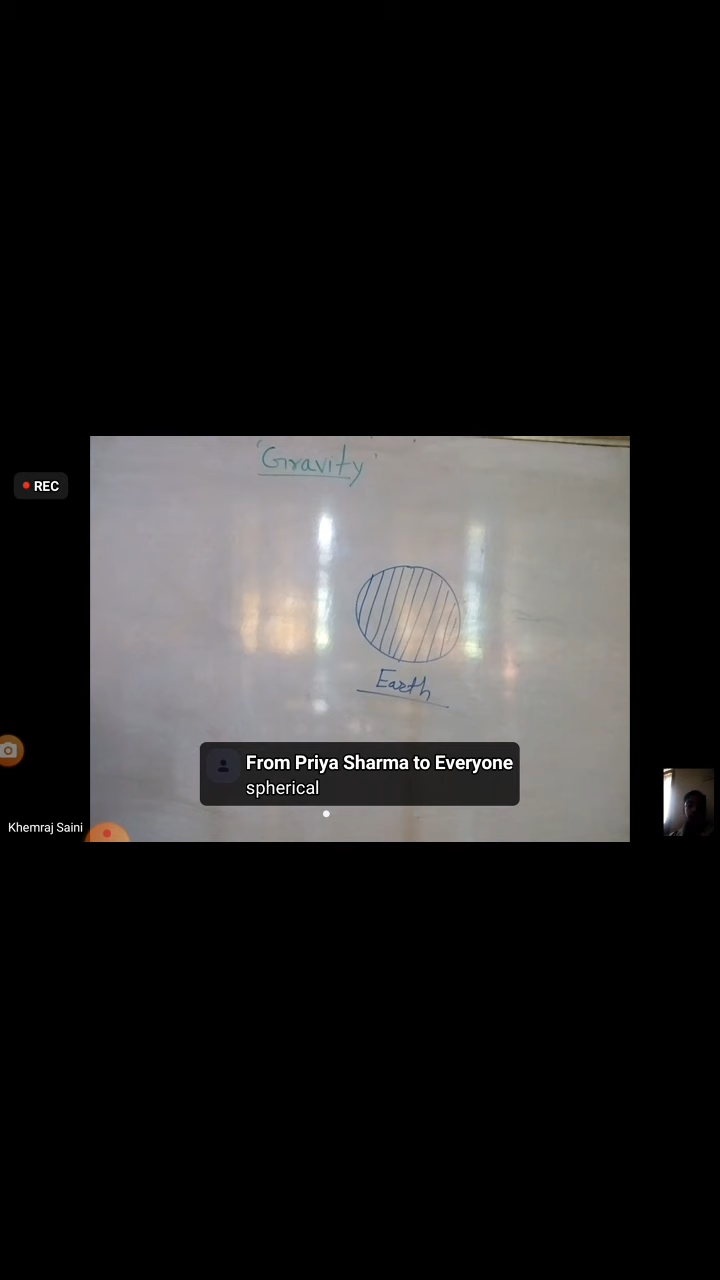 'Gravity'
REC
Earth
From Priya Sharma to Everyone
spherical
Khemraj Saini